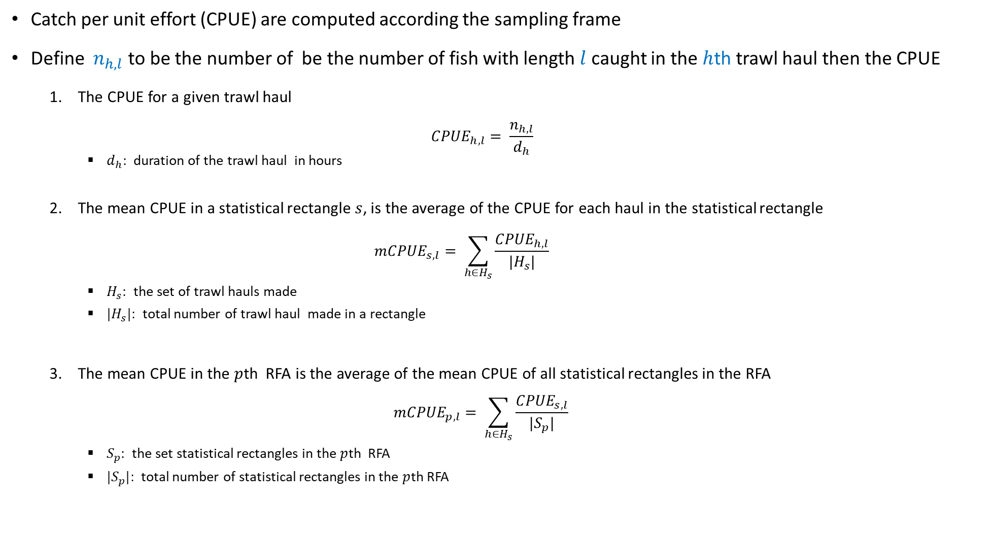 • Catch per unit effort (CPUE) are computed according the sampling frame
• Define n_{h,l} to be the number of be the number of fish with length l caught in the hth trawl haul then the CPUE
1. The CPUE for a given trawl haul
CPUE_{h,l} = \frac{n_{h,l}}{d_h}
▪ d_h: duration of the trawl haul in hours
2. The mean CPUE in a statistical rectangle s, is the average of the CPUE for each haul in the statistical rectangle
mCPUE_{s,l} = \sum_{h∈H_s} \frac{CPUE_{h,l}}{|H_s|}
▪ H_s: the set of trawl hauls made
▪ |H_s|: total number of trawl haul made in a rectangle
3. The mean CPUE in the pth RFA is the average of the mean CPUE of all statistical rectangles in the RFA
mCPUE_{p,l} = \sum_{h∈H_s} \frac{CPUE_{s,l}}{|S_p|}
▪ S_p: the set statistical rectangles in the pth RFA
▪ |S_p|: total number of statistical rectangles in the pth RFA